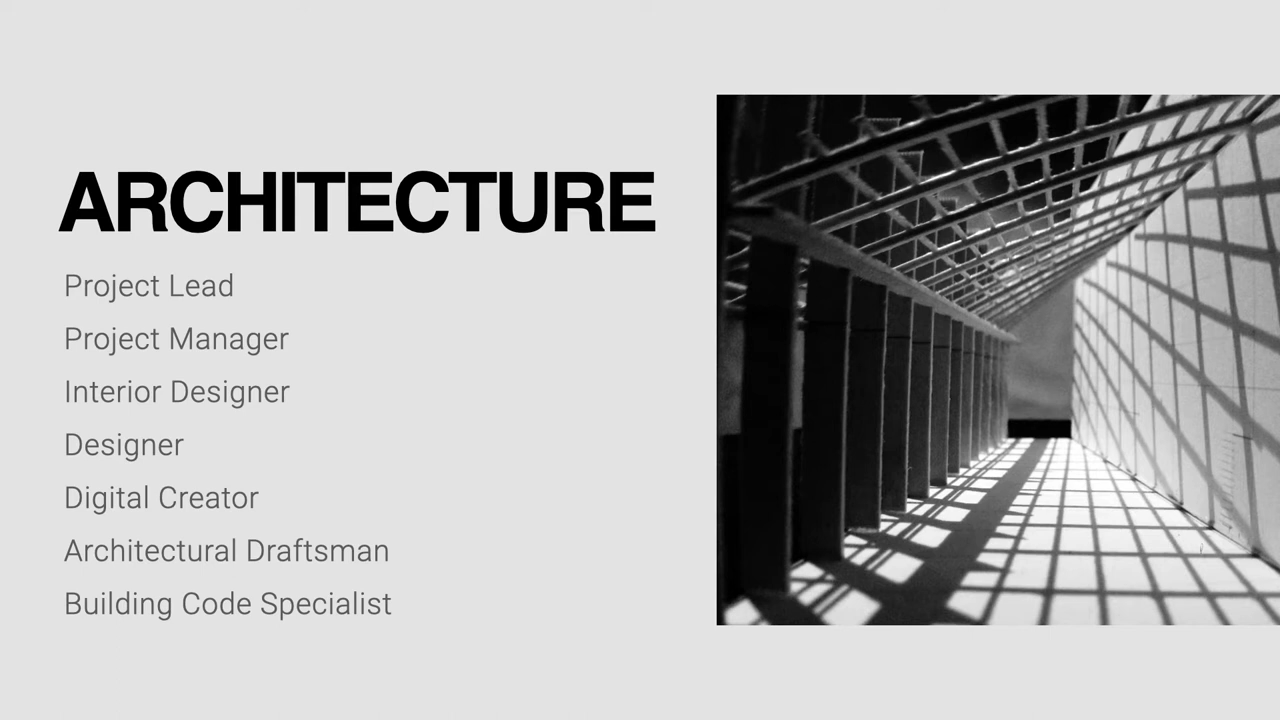 ARCHITECTURE
Project Lead
Project Manager
Interior Designer
Designer
Digital Creator
Architectural Draftsman
Building Code Specialist